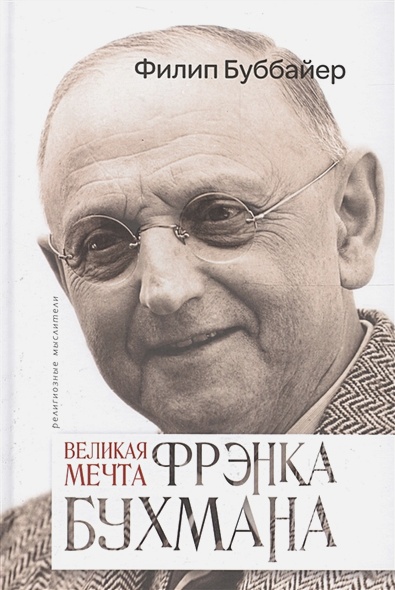 Филип Буббайер
религиозные мыслители
ВЕЛИКАЯ
МЕЧТА
ФРЭНКА
БУХМАНА